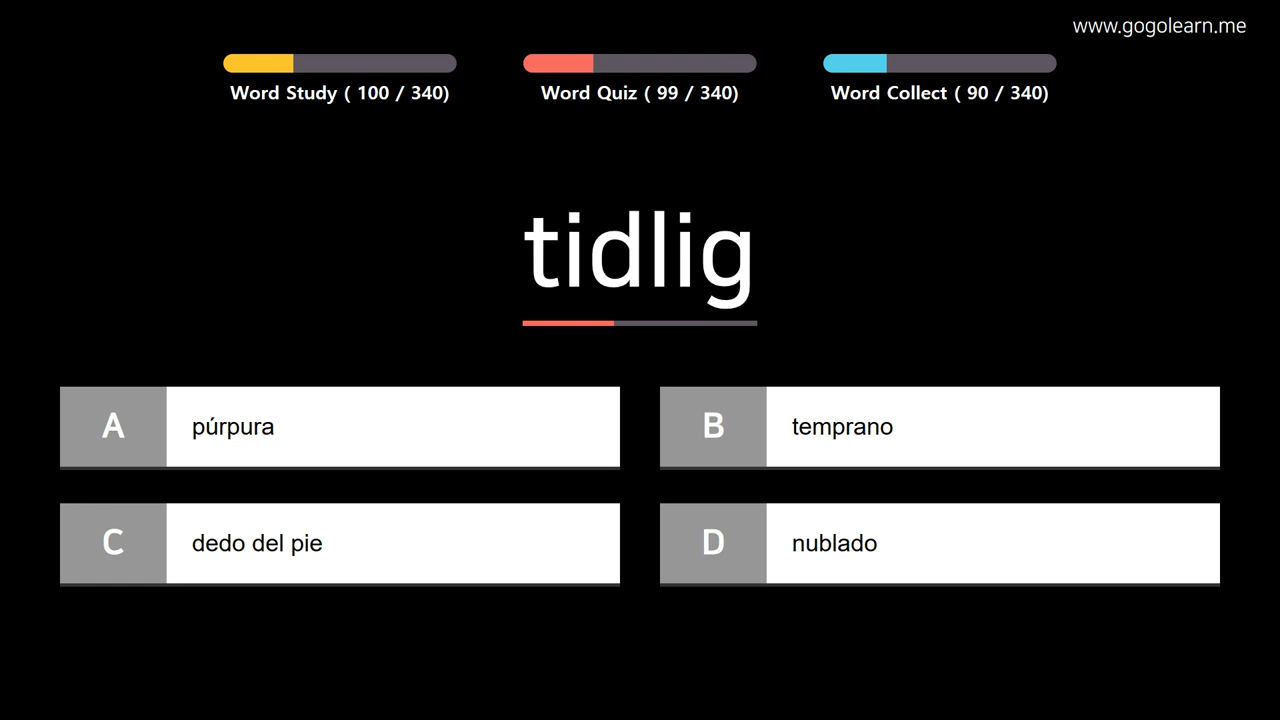 www.gogolearn.me
Word Study ( 100 / 340)
Word Quiz ( 99 / 340)
Word Collect ( 90 / 340)
tidlig
A púrpura
B temprano
C dedo del pie
D nublado